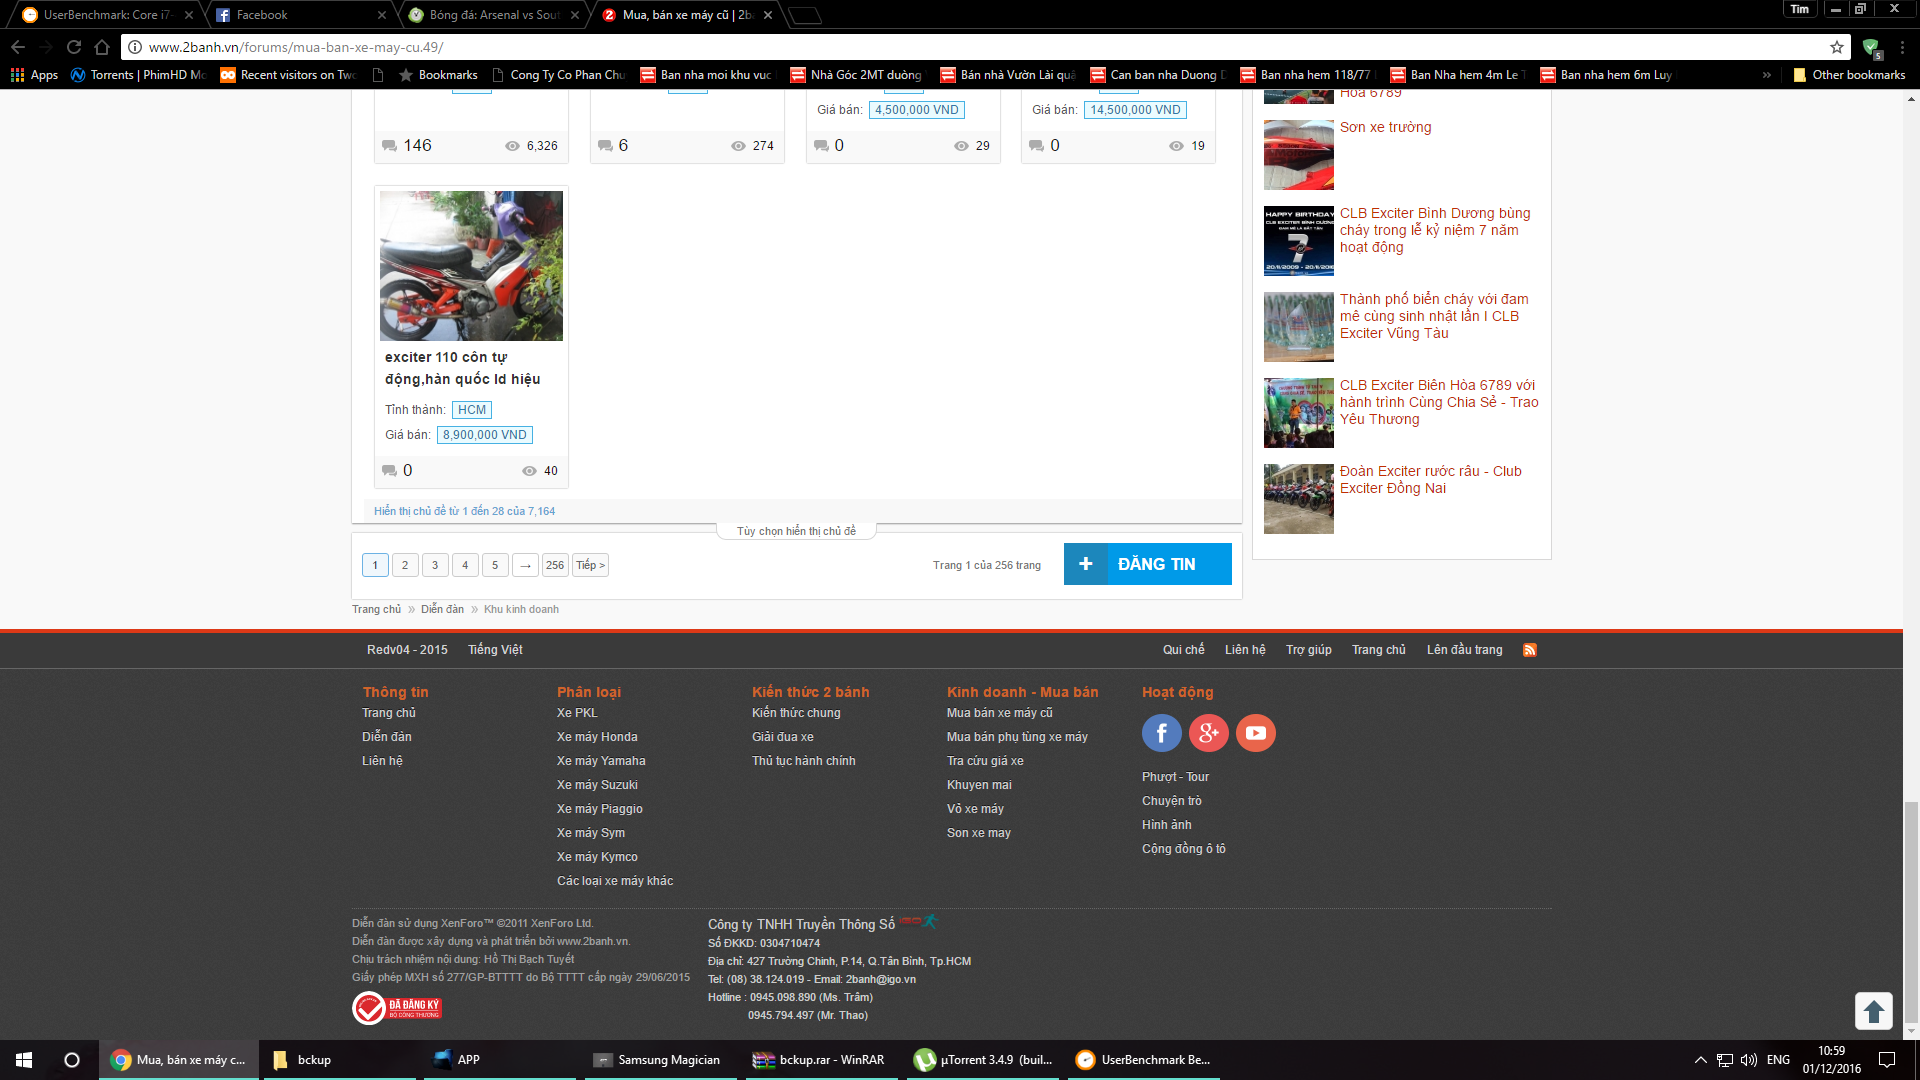 UserBenchmark: Core i7-
Facebook
Bóng đá: Arsenal vs Sout
Mua, bán xe máy cũ | 2b
Tim
www.2banh.vn/forums/mua-ban-xe-may-cu.49/
Apps
Torrents | PhimHD Mo
Recent visitors on Two
Bookmarks
Cong Ty Co Phan Chu
Ban nha moi khu vuc
Nhà Góc 2MT đuờng
Bán nhà Vườn Lài quậ
Can ban nha Duong D
Ban nha hem 118/77
Ban Nha hem 4m Le T
Ban nha hem 6m Luy
»
Other bookmarks
Giá bán: 4,500,000 VND
Giá bán: 14,500,000 VND
146 6,326
6 274
0 29
0 19
exciter 110 côn tự
động,hàn quốc ld hiệu
Tỉnh thành: HCM
Giá bán: 8,900,000 VND
0 40
Hiển thị chủ đề từ 1 đến 28 của 7,164
Tùy chọn hiển thị chủ đề
1 2 3 4 5 → 256 Tiếp >
Trang 1 của 256 trang
+ ĐĂNG TIN
Trang chủ » Diễn đàn » Khu kinh doanh
Hòa 6789
Sơn xe trường
CLB Exciter Bình Dương bùng
cháy trong lễ kỷ niệm 7 năm
hoạt động
HAPPY BIRTHDAY
7
Thành phố biển cháy với đam
mê cùng sinh nhật lần I CLB
Exciter Vũng Tàu
CLB Exciter Biên Hòa 6789 với
hành trình Cùng Chia Sẻ - Trao
Yêu Thương
Đoàn Exciter rước râu - Club
Exciter Đồng Nai
Redv04 - 2015
Tiếng Việt
Qui chế
Liên hệ
Trợ giúp
Trang chủ
Lên đầu trang
Thông tin
Trang chủ
Diễn đàn
Liên hệ
Phân loại
Xe PKL
Xe máy Honda
Xe máy Yamaha
Xe máy Suzuki
Xe máy Piaggio
Xe máy Sym
Xe máy Kymco
Các loại xe máy khác
Kiến thức 2 bánh
Kiến thức chung
Giải đua xe
Thủ tục hành chính
Kinh doanh - Mua bán
Mua bán xe máy cũ
Mua bán phụ tùng xe máy
Tra cứu giá xe
Khuyen mai
Vỏ xe máy
Son xe may
Hoạt động
Phượt - Tour
Chuyện trò
Hình ảnh
Cộng đồng ô tô
Diễn đàn sử dụng XenForo™ ©2011 XenForo Ltd.
Diễn đàn được xây dựng và phát triển bởi www.2banh.vn.
Chịu trách nhiệm nội dung: Hồ Thị Bạch Tuyết
Giấy phép MXH số 277/GP-BTTTT do Bộ TTTT cấp ngày 29/06/2015
ĐÃ ĐĂNG KÝ
BỘ CÔNG THƯƠNG
Công ty TNHH Truyền Thông Số
Số ĐKKD: 0304710474
Địa chỉ: 427 Trường Chinh, P.14, Q.Tân Bình, Tp.HCM
Tel: (08) 38.124.019 - Email: 2banh@igo.vn
Hotline : 0945.098.890 (Ms. Trâm)
0945.794.497 (Mr. Thao)
Mua, bán xe máy c...
bckup
APP
Samsung Magician
bckup.rar - WinRAR
µTorrent 3.4.9 (buil...
UserBenchmark Be...
ENG
10:59
01/12/2016